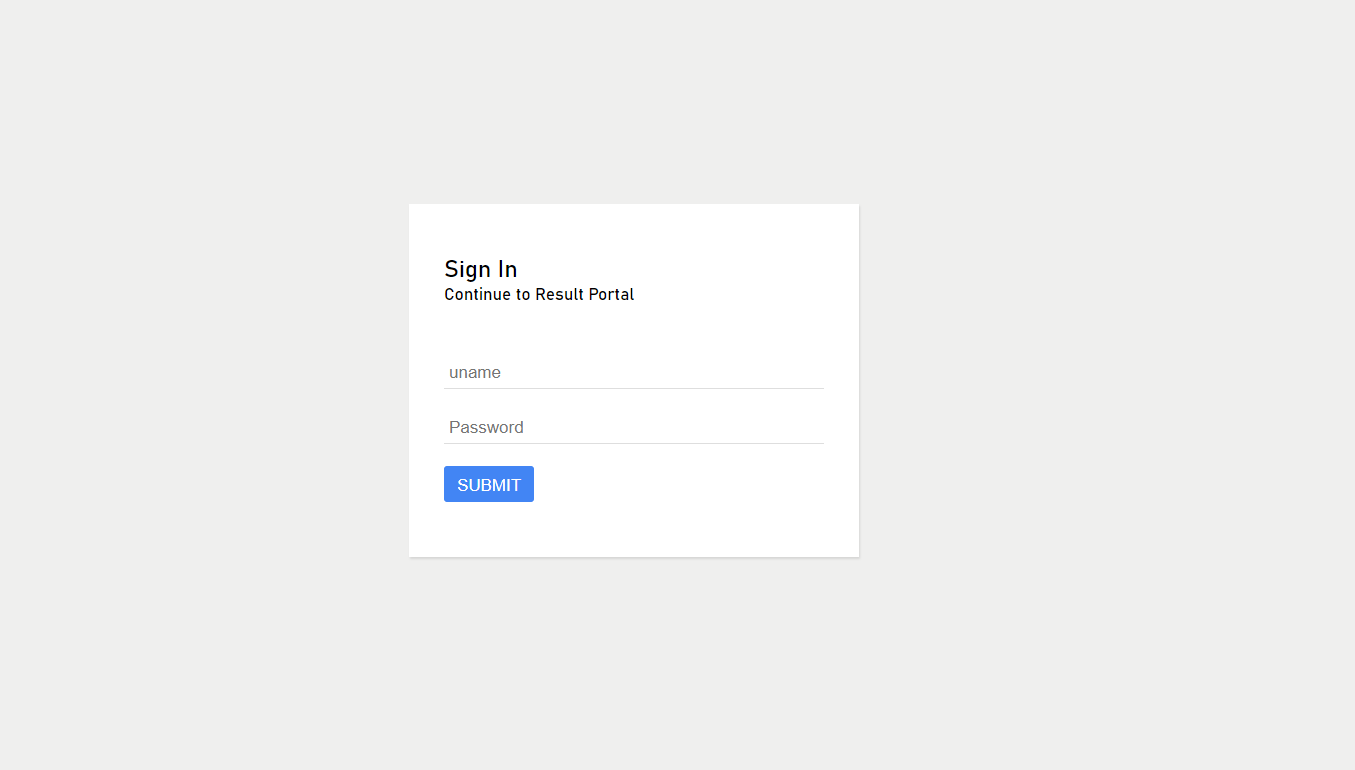 Sign In
Continue to Result Portal
uname
Password
SUBMIT